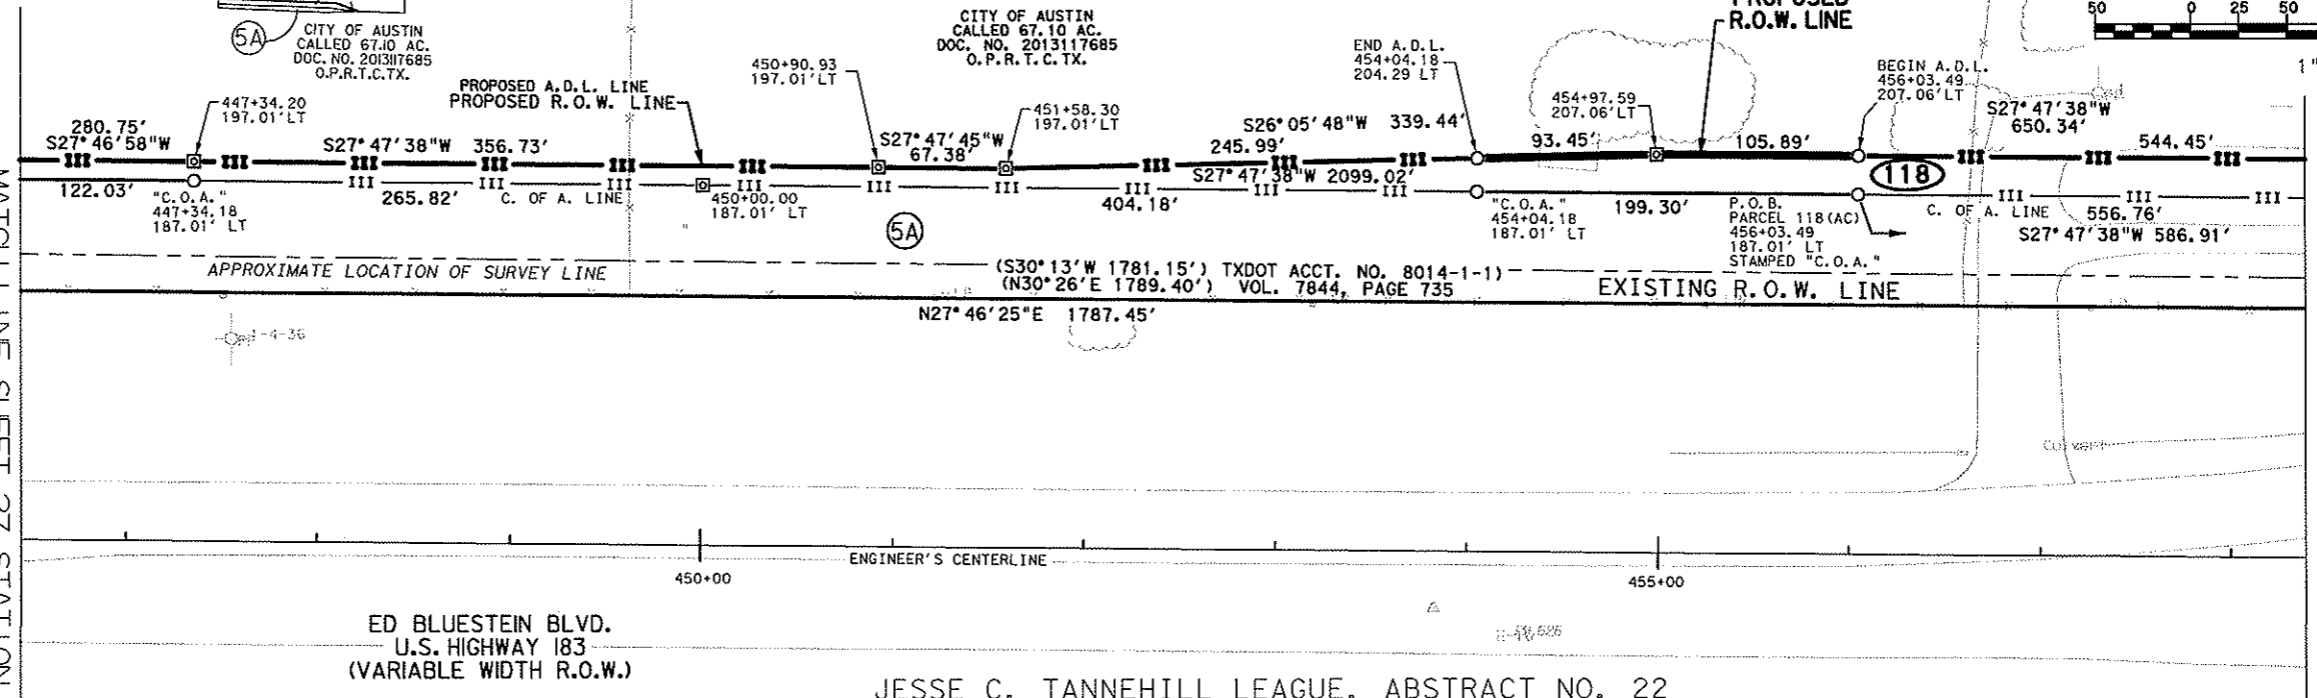 5A
CITY OF AUSTIN
CALLED 67.10 AC.
DOC. NO. 2013117685
O.P.R.T.C.TX.
CITY OF AUSTIN
CALLED 67.10 AC.
DOC. NO. 2013117685
O.P.R.T.C.TX.
R.O.W. LINE
50 0 25 50
1"
PROPOSED A.D.L. LINE
PROPOSED R.O.W. LINE
447+34.20
197.01'LT
450+90.93
197.01'LT
451+58.30
197.01'LT
END A.D.L.
454+04.18
204.29 LT
454+97.59
207.06'LT
BEGIN A.D.L.
456+03.49
207.06'LT
280.75'
S27°46'58"W
S27°47'38"W 356.73'
S27°47'45"W
67.38'
S26°05'48"W 339.44'
245.99'
93.45'
105.89'
S27°47'38"W
650.34'
544.45'
118
122.03'
"C.O.A."
447+34.18
187.01' LT
265.82'
C. OF A. LINE
450+00.00
187.01' LT
5A
404.18'
S27°47'38"W 2099.02'
"C.O.A."
454+04.18
187.01' LT
199.30'
P.O.B.
PARCEL 118(AC)
456+03.49
187.01' LT
STAMPED "C.O.A."
C. OF A. LINE
556.76'
S27°47'38"W 586.91'
APPROXIMATE LOCATION OF SURVEY LINE
(S30°13'W 1781.15') TXDOT ACCT. NO. 8014-1-1)
(N30°26'E 1789.40') VOL. 7844, PAGE 735
EXISTING R.O.W. LINE
N27°46'25"E 1787.45'
Culvert
ENGINEER'S CENTERLINE
450+00
455+00
ED BLUESTEIN BLVD.
U.S. HIGHWAY 183
(VARIABLE WIDTH R.O.W.)
JESSE C. TANNEHILL LEAGUE, ABSTRACT NO. 22